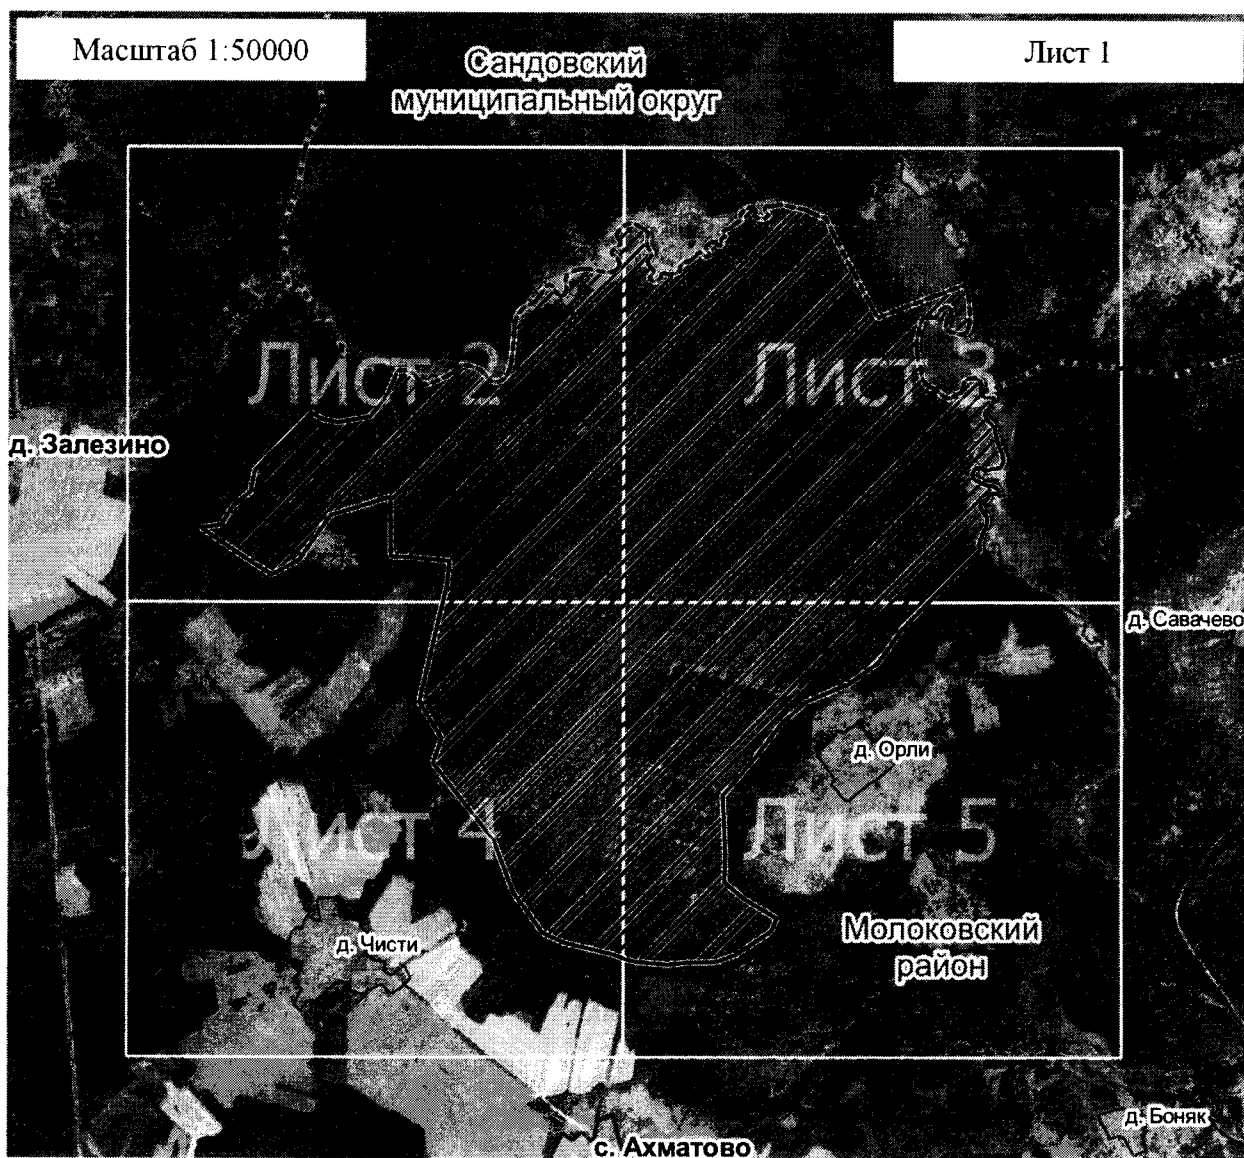 Масштаб 1:50000
Лист 1
Сандовский
муниципальный округ
Лист 2
Лист 3
д. Залезино
д. Савачево
д. Орли
Лист 4
Лист 5
Молоковский
район
д. Чисти
д. Боняк
с. Ахматово